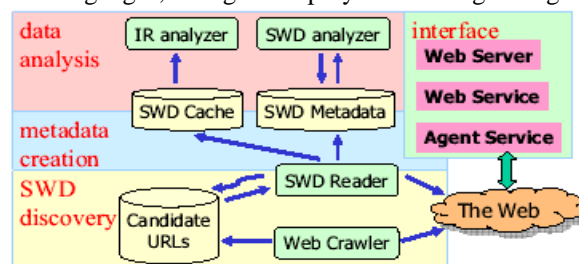 data
analysis
IR analyzer
SWD analyzer
interface
Web Server
Web Service
Agent Service
SWD Cache
SWD Metadata
metadata
creation
SWD
discovery
SWD Reader
Candidate
URLs
Web Crawler
The Web